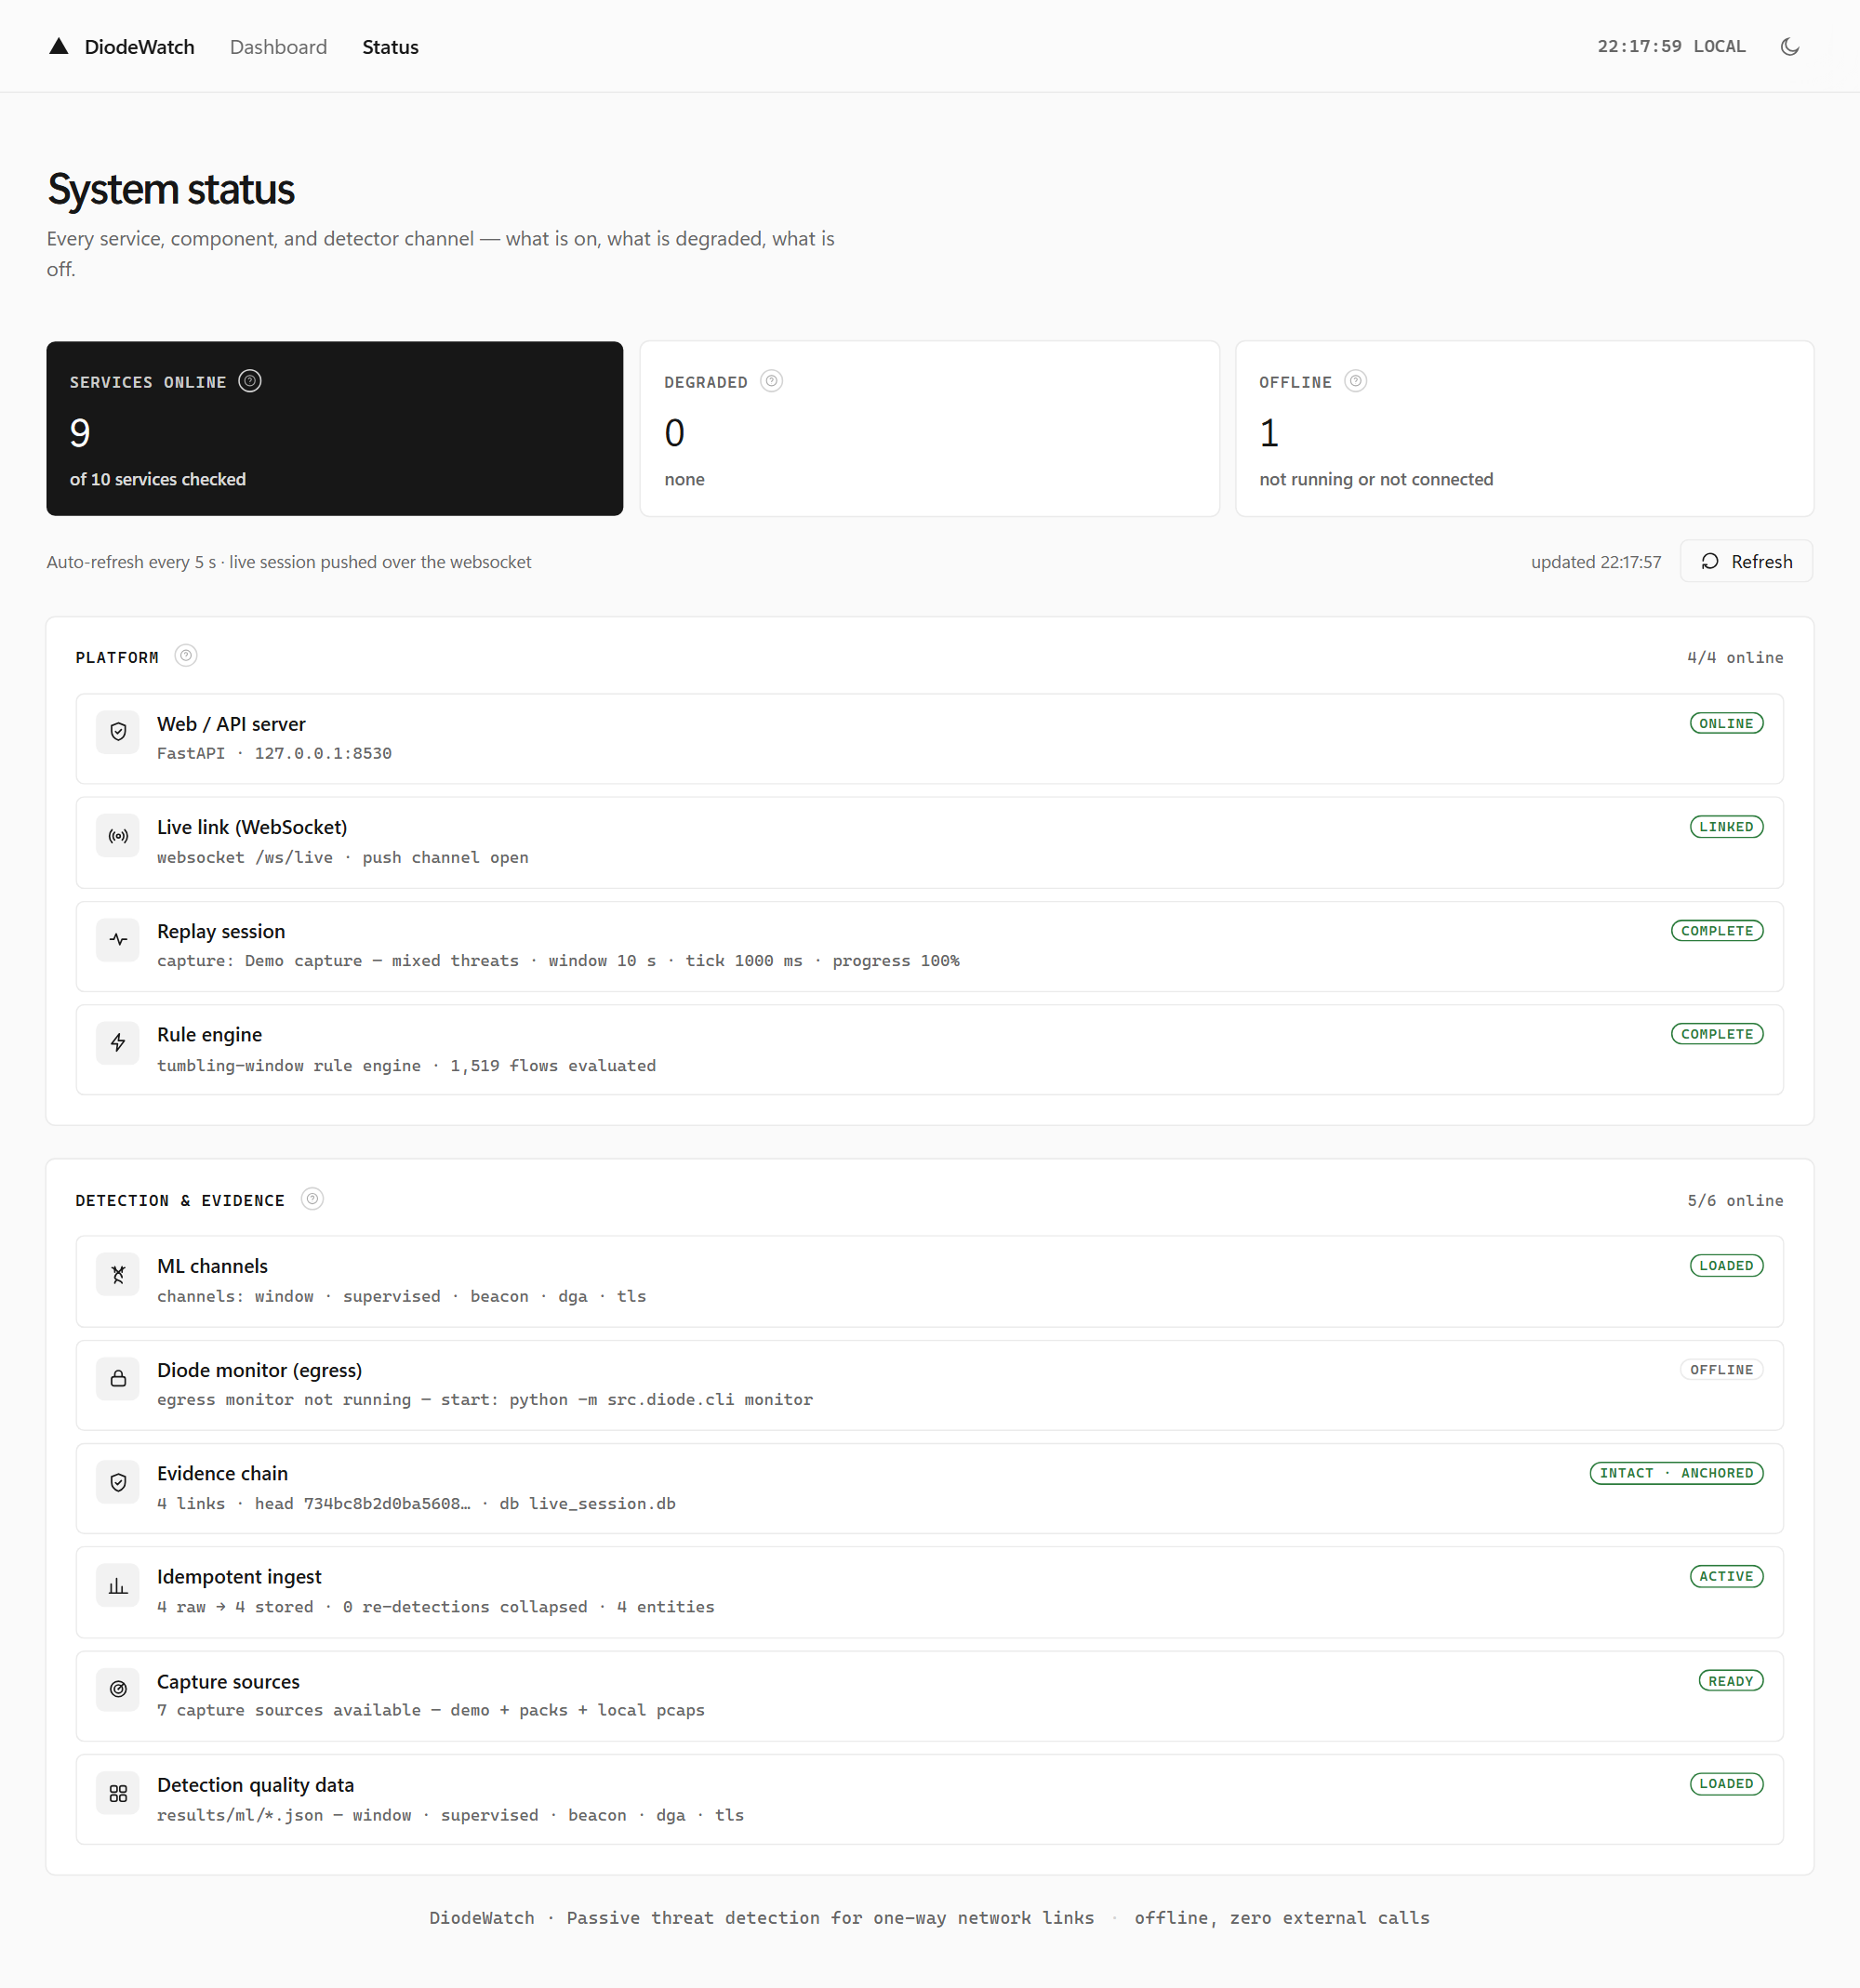 DiodeWatch Dashboard Status 22:17:59 LOCAL
System status
Every service, component, and detector channel — what is on, what is degraded, what is
off.
SERVICES ONLINE
9
of 10 services checked
DEGRADED
0
none
OFFLINE
1
not running or not connected
Auto-refresh every 5 s · live session pushed over the websocket
updated 22:17:57 Refresh
PLATFORM 4/4 online
Web / API server ONLINE
FastAPI · 127.0.0.1:8530
Live link (WebSocket) LINKED
websocket /ws/live · push channel open
Replay session COMPLETE
capture: Demo capture — mixed threats · window 10 s · tick 1000 ms · progress 100%
Rule engine COMPLETE
tumbling-window rule engine · 1,519 flows evaluated
DETECTION & EVIDENCE 5/6 online
ML channels LOADED
channels: window · supervised · beacon · dga · tls
Diode monitor (egress) OFFLINE
egress monitor not running — start: python -m src.diode.cli monitor
Evidence chain INTACT · ANCHORED
4 links · head 734bc8b2d0ba5608… · db live_session.db
Idempotent ingest ACTIVE
4 raw → 4 stored · 0 re-detections collapsed · 4 entities
Capture sources READY
7 capture sources available — demo + packs + local pcaps
Detection quality data LOADED
results/ml/*.json — window · supervised · beacon · dga · tls
DiodeWatch · Passive threat detection for one-way network links · offline, zero external calls